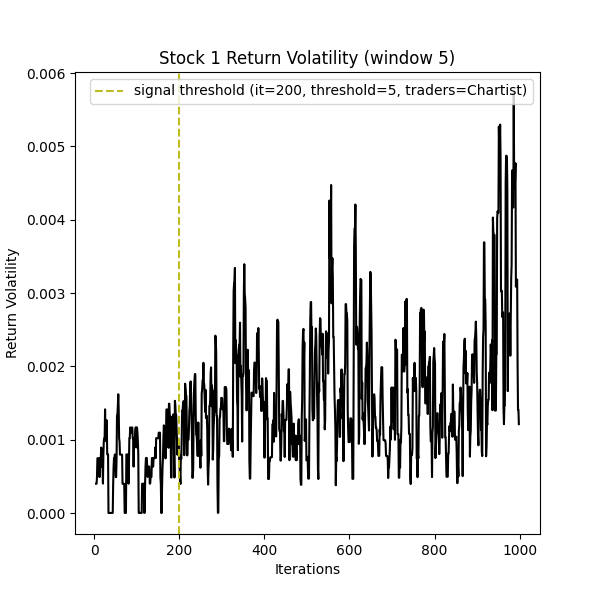 Stock 1 Return Volatility (window 5)
signal threshold (it=200, threshold=5, traders=Chartist)
0.006
0.005
0.004
0.003
0.002
0.001
0.000
Return Volatility
0 200 400 600 800 1000
Iterations